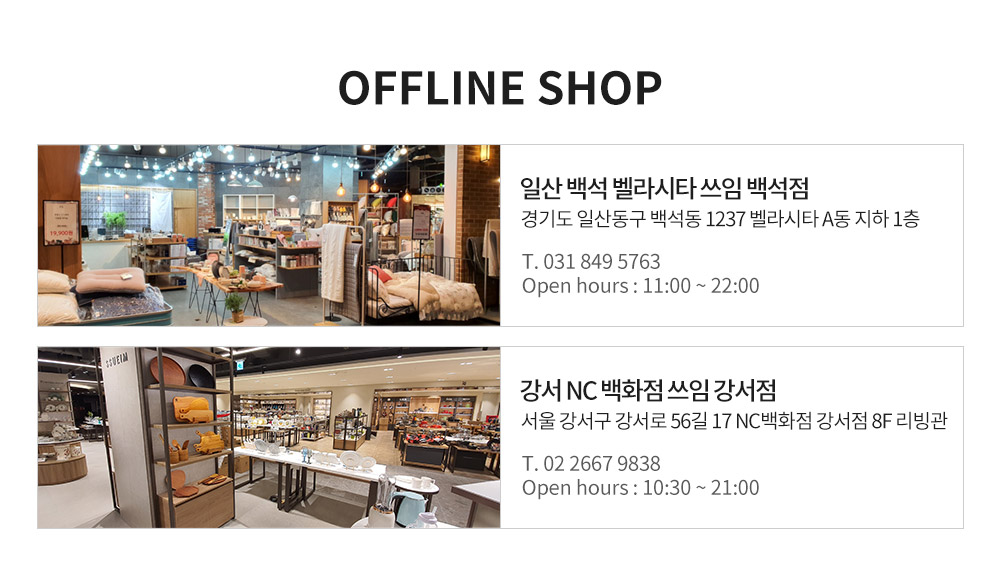 OFFLINE SHOP
일산 백석 벨라시타 쓰임 백석점
경기도 일산동구 백석동 1237 벨라시타 A동 지하 1층
T. 031 849 5763
Open hours : 11:00 ~ 22:00
19,900원
SSUEIM
강서 NC 백화점 쓰임 강서점
서울 강서구 강서로 56길 17 NC백화점 강서점 8F 리빙관
T. 02 2667 9838
Open hours : 10:30 ~ 21:00